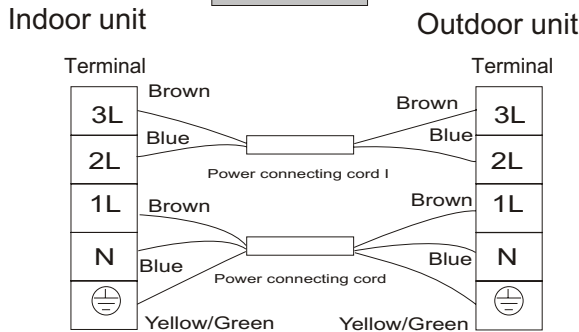 Indoor unit
Outdoor unit
Terminal
Terminal
Brown
Brown
3L
3L
Blue
Blue
2L
2L
Power connecting cord I
1L
Brown
Brown
1L
N
Blue
Blue
N
Power connecting cord
Yellow/Green
Yellow/Green